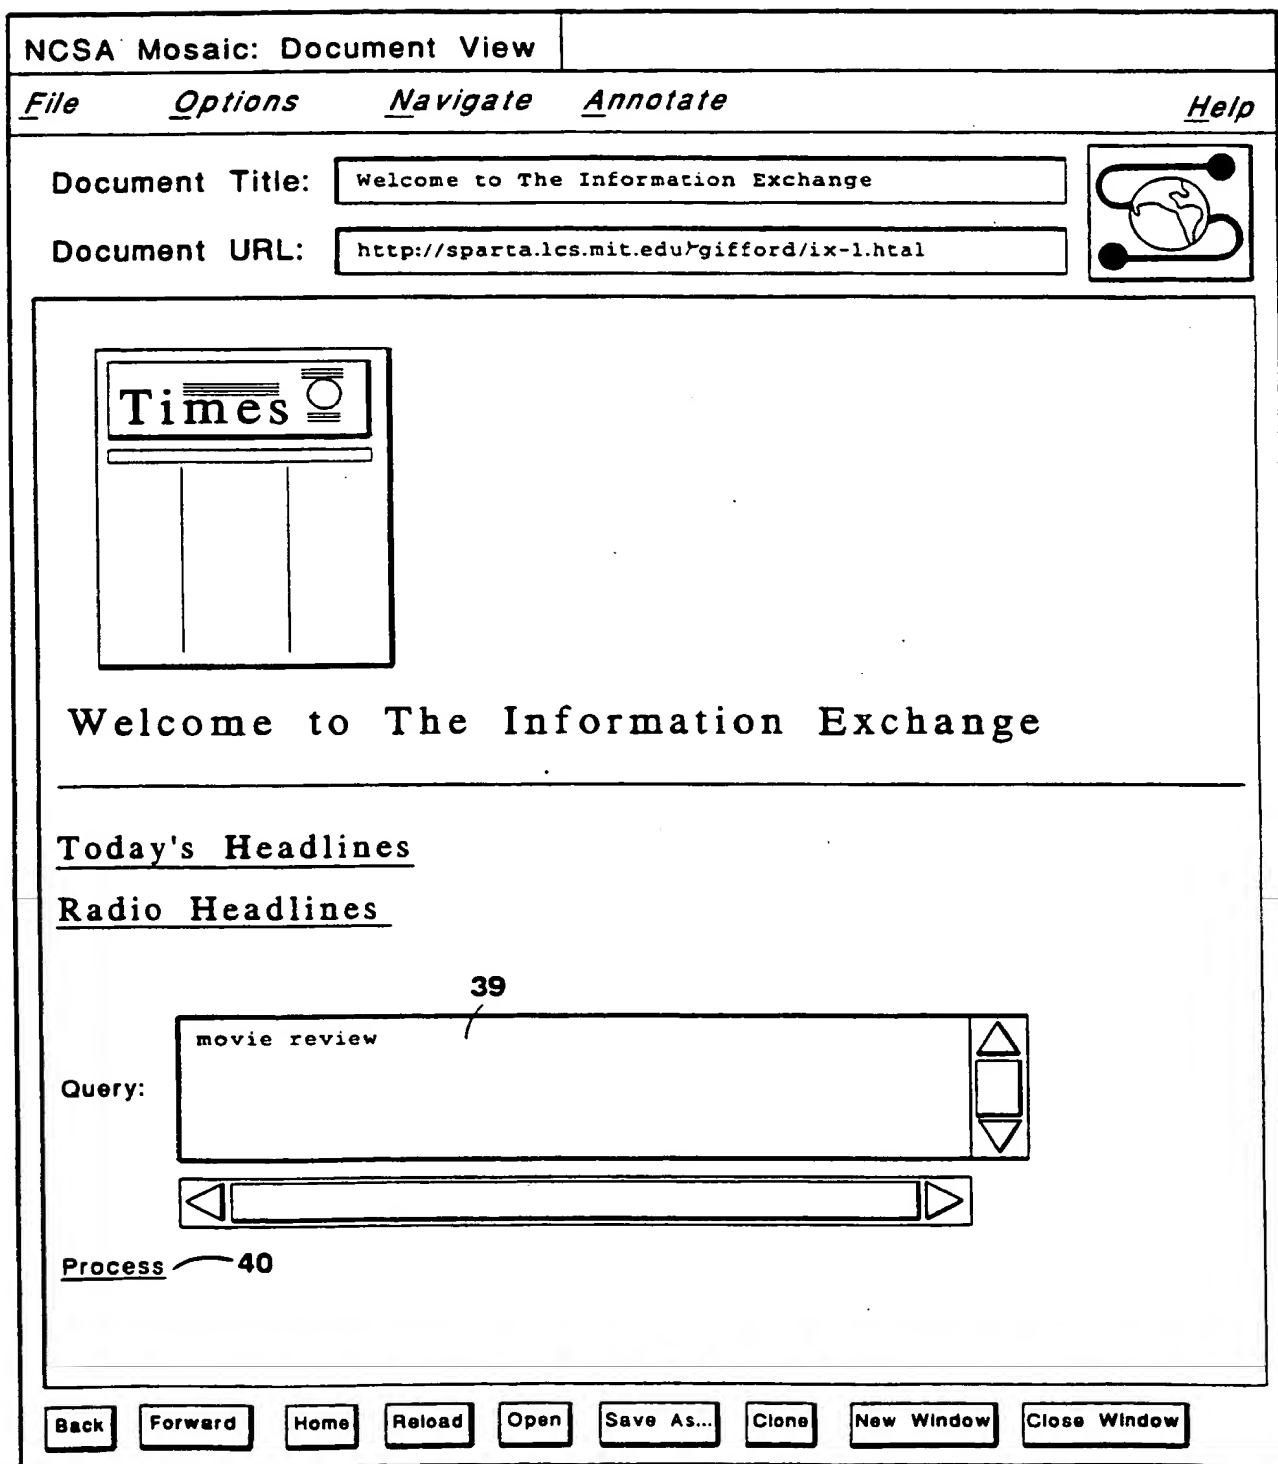 NCSA Mosaic: Document View
File Options Navigate Annotate Help
Document Title: Welcome to The Information Exchange
Document URL: http://sparta.lcs.mit.edu/~gifford/ix-1.htal
Times
Welcome to The Information Exchange
Today's Headlines
Radio Headlines
39
movie review
Query:
Process 40
Back Forward Home Reload Open Save As... Clone New Window Close Window